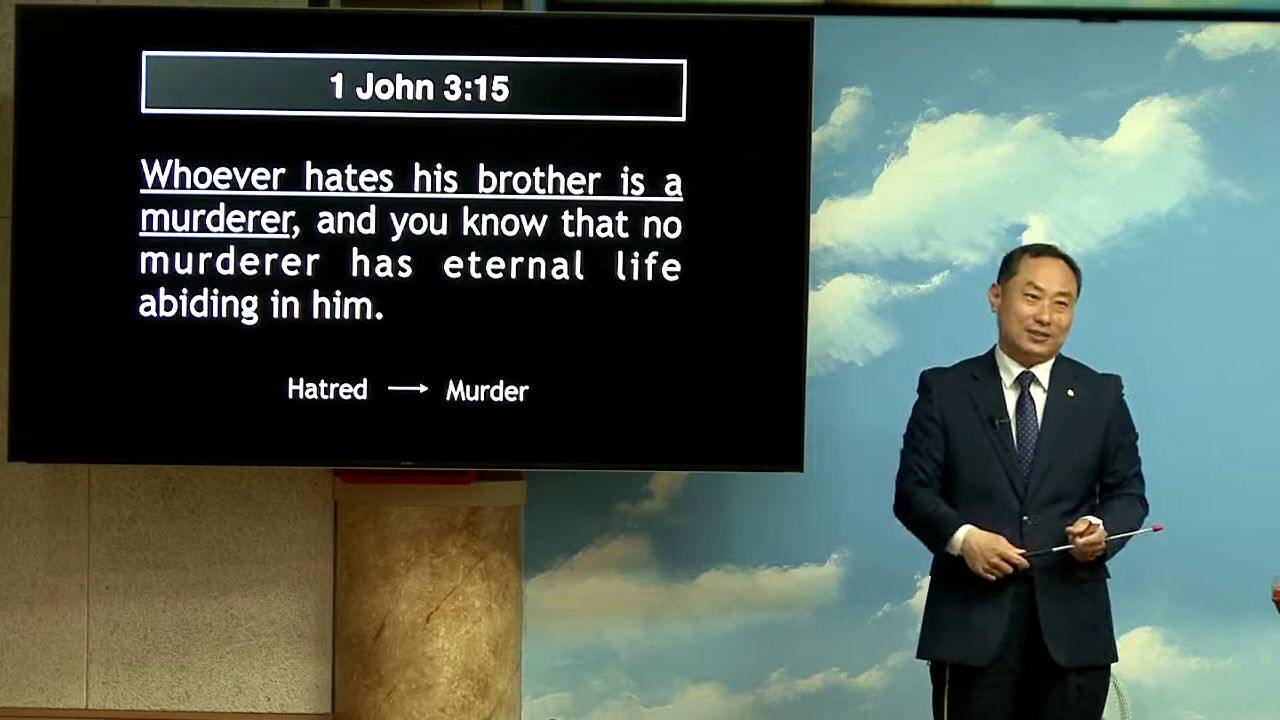 1 John 3:15
Whoever hates his brother is a
murderer, and you know that no
murderer has eternal life
abiding in him.
Hatred → Murder